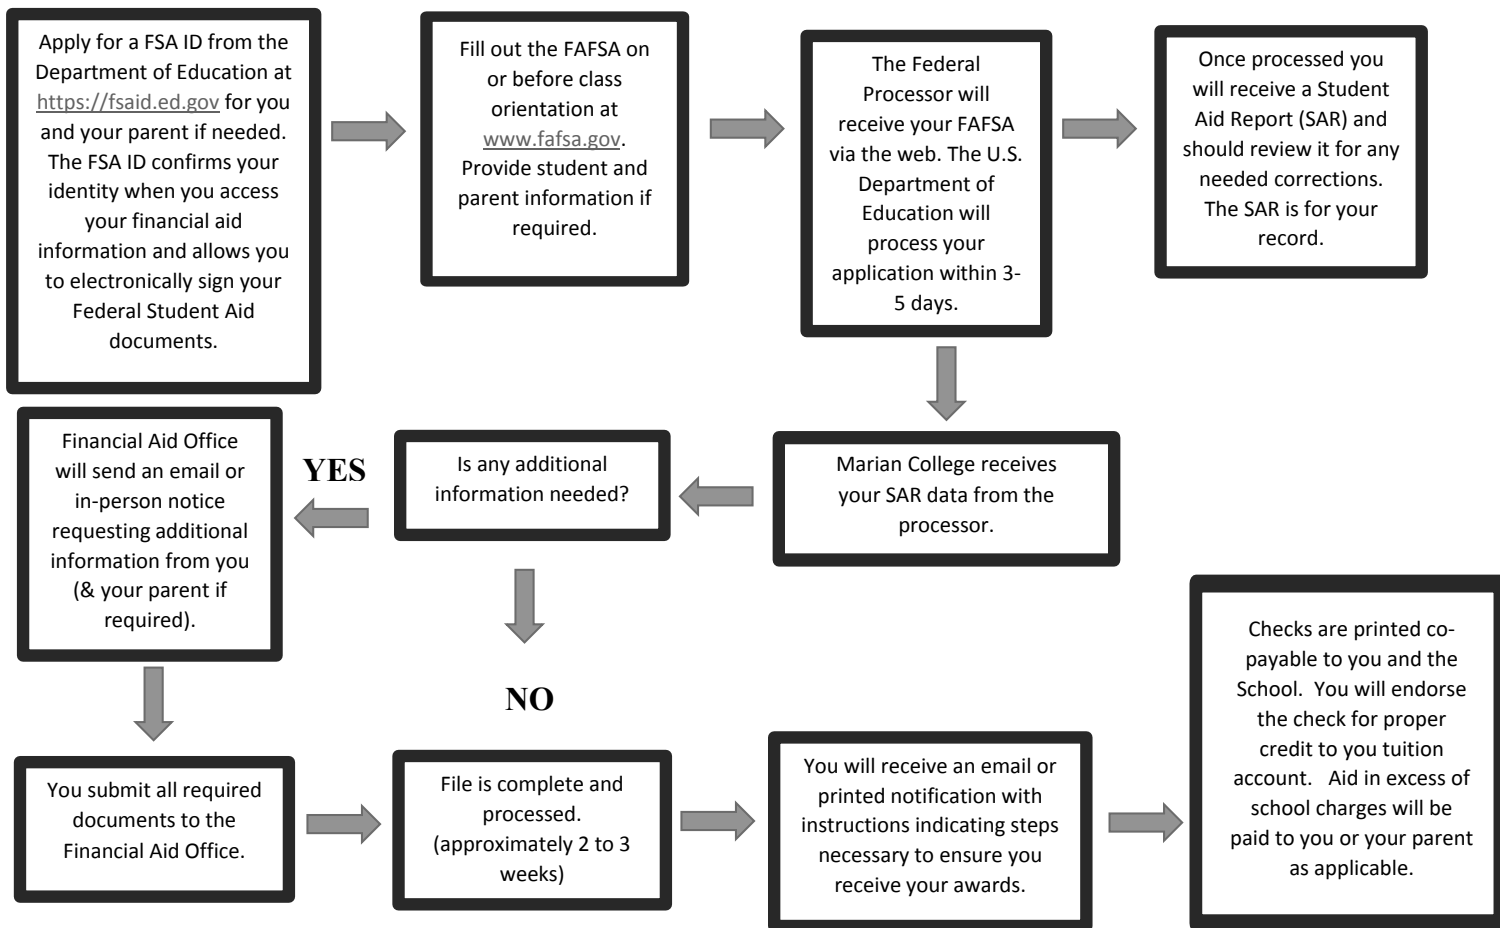 Apply for a FSA ID from the
Department of Education at
https://fsaid.ed.gov for you
and your parent if needed.
The FSA ID confirms your
identity when you access
your financial aid
information and allows you
to electronically sign your
Federal Student Aid
documents.
Fill out the FAFSA on
or before class
orientation at
www.fafsa.gov.
Provide student and
parent information if
required.
The Federal
Processor will
receive your FAFSA
via the web. The U.S.
Department of
Education will
process your
application within 3-
5 days.
Once processed you
will receive a Student
Aid Report (SAR) and
should review it for any
needed corrections.
The SAR is for your
record.
Marian College receives
your SAR data from the
processor.
Is any additional
information needed?
YES
Financial Aid Office
will send an email or
in-person notice
requesting additional
information from you
(& your parent if
required).
NO
You submit all required
documents to the
Financial Aid Office.
File is complete and
processed.
(approximately 2 to 3
weeks)
You will receive an email or
printed notification with
instructions indicating steps
necessary to ensure you
receive your awards.
Checks are printed co-
payable to you and the
School.  You will endorse
the check for proper
credit to you tuition
account.   Aid in excess of
school charges will be
paid to you or your parent
as applicable.